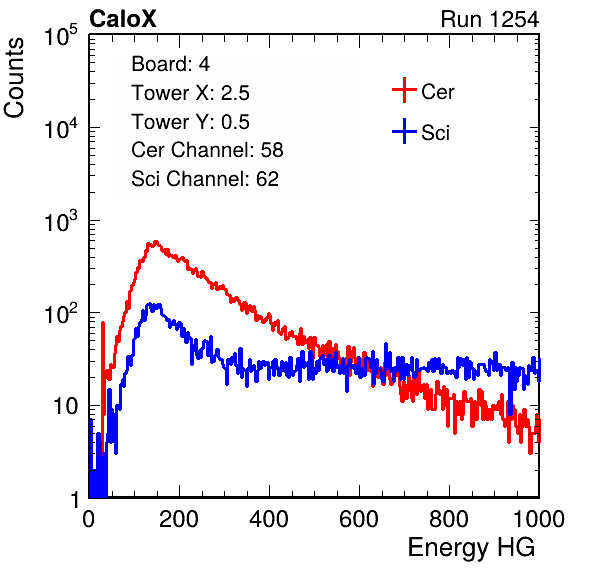 CaloX Run 1254
Counts
10^5
10^4
10^3
10^2
10
1
Board: 4
Tower X: 2.5
Tower Y: 0.5
Cer Channel: 58
Sci Channel: 62
Cer
Sci
0 200 400 600 800 1000
Energy HG